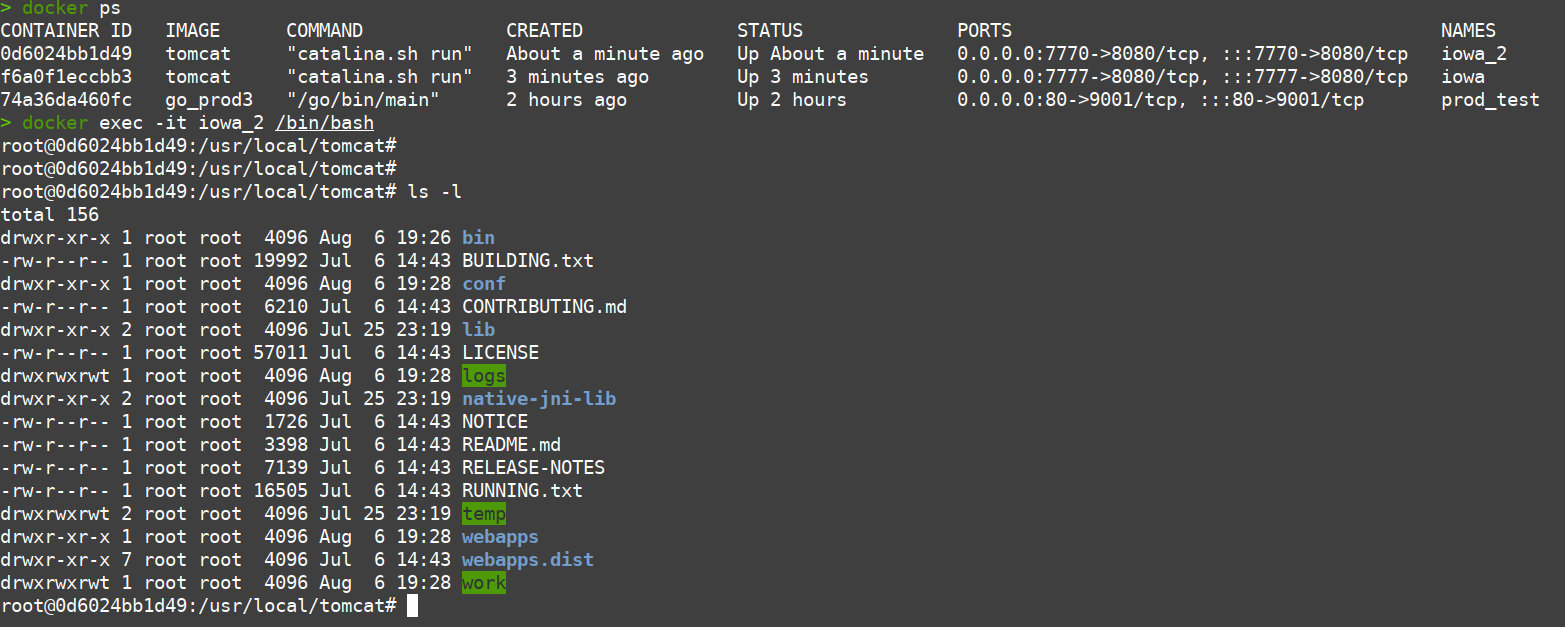 > docker ps
CONTAINER ID   IMAGE      COMMAND             CREATED              STATUS              PORTS                                       NAMES
0d6024bb1d49   tomcat     "catalina.sh run"   About a minute ago   Up About a minute   0.0.0.0:7770->8080/tcp, :::7770->8080/tcp   iowa_2
f6a0f1eccbb3   tomcat     "catalina.sh run"   3 minutes ago        Up 3 minutes        0.0.0.0:7777->8080/tcp, :::7777->8080/tcp   iowa
74a36da460fc   go_prod3   "/go/bin/main"      2 hours ago          Up 2 hours          0.0.0.0:80->9001/tcp, :::80->9001/tcp       prod_test
> docker exec -it iowa_2 /bin/bash
root@0d6024bb1d49:/usr/local/tomcat#
root@0d6024bb1d49:/usr/local/tomcat#
root@0d6024bb1d49:/usr/local/tomcat# ls -l
total 156
drwxr-xr-x 1 root root  4096 Aug  6 19:26 bin
-rw-r--r-- 1 root root 19992 Jul  6 14:43 BUILDING.txt
drwxr-xr-x 1 root root  4096 Aug  6 19:28 conf
-rw-r--r-- 1 root root  6210 Jul  6 14:43 CONTRIBUTING.md
drwxr-xr-x 2 root root  4096 Jul 25 23:19 lib
-rw-r--r-- 1 root root 57011 Jul  6 14:43 LICENSE
drwxrwxrwt 1 root root  4096 Aug  6 19:28 logs
drwxr-xr-x 2 root root  4096 Jul 25 23:19 native-jni-lib
-rw-r--r-- 1 root root  1726 Jul  6 14:43 NOTICE
-rw-r--r-- 1 root root  3398 Jul  6 14:43 README.md
-rw-r--r-- 1 root root  7139 Jul  6 14:43 RELEASE-NOTES
-rw-r--r-- 1 root root 16505 Jul  6 14:43 RUNNING.txt
drwxrwxrwt 2 root root  4096 Jul 25 23:19 temp
drwxr-xr-x 1 root root  4096 Aug  6 19:28 webapps
drwxr-xr-x 7 root root  4096 Jul  6 14:43 webapps.dist
drwxrwxrwt 1 root root  4096 Aug  6 19:28 work
root@0d6024bb1d49:/usr/local/tomcat#